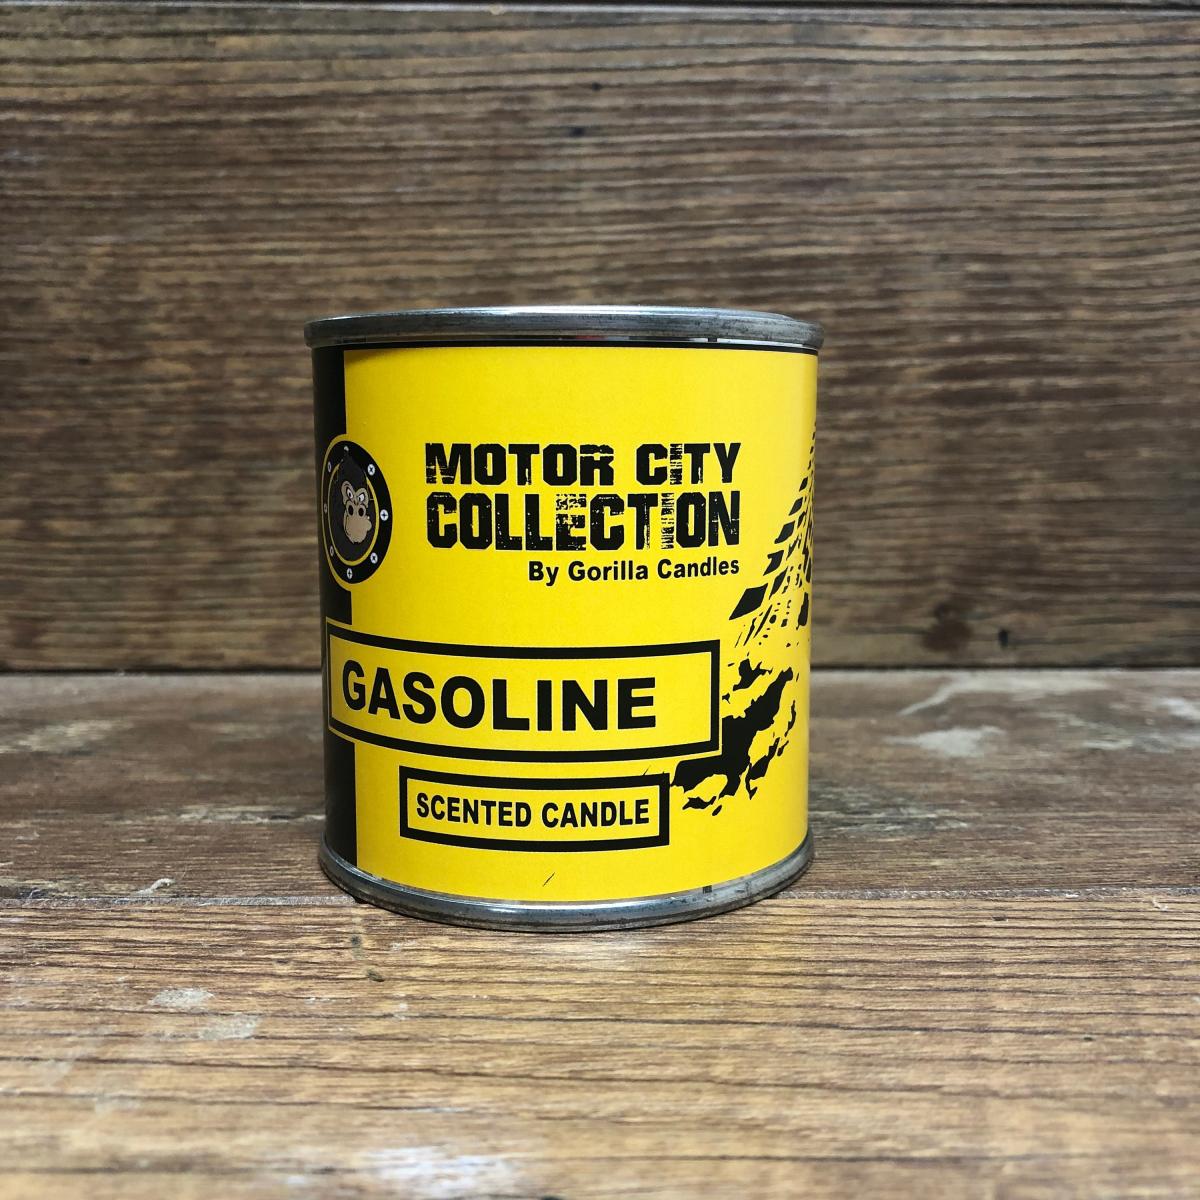 MOTOR CITY
COLLECTION
By Gorilla Candles
GASOLINE
SCENTED CANDLE